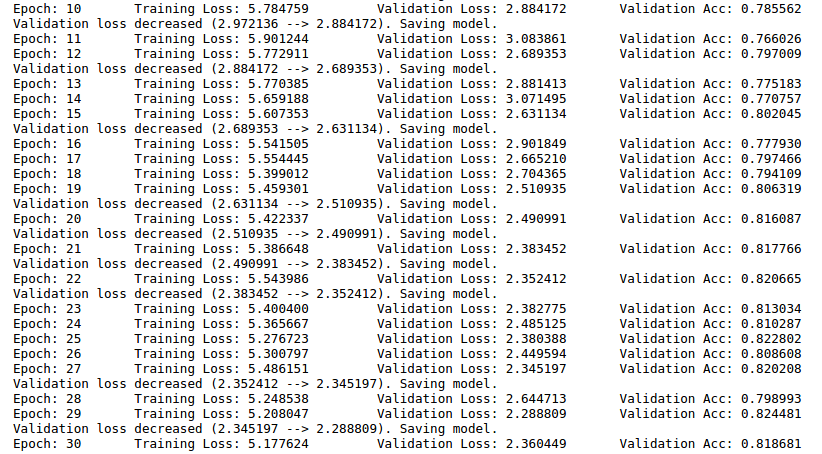 Epoch: 10 Training Loss: 5.784759 Validation Loss: 2.884172 Validation Acc: 0.785562
Validation loss decreased (2.972136 --> 2.884172). Saving model.
Epoch: 11 Training Loss: 5.901244 Validation Loss: 3.083861 Validation Acc: 0.766026
Epoch: 12 Training Loss: 5.772911 Validation Loss: 2.689353 Validation Acc: 0.797009
Validation loss decreased (2.884172 --> 2.689353). Saving model.
Epoch: 13 Training Loss: 5.770385 Validation Loss: 2.881413 Validation Acc: 0.775183
Epoch: 14 Training Loss: 5.659188 Validation Loss: 3.071495 Validation Acc: 0.770757
Epoch: 15 Training Loss: 5.607353 Validation Loss: 2.631134 Validation Acc: 0.802045
Validation loss decreased (2.689353 --> 2.631134). Saving model.
Epoch: 16 Training Loss: 5.541505 Validation Loss: 2.901849 Validation Acc: 0.777930
Epoch: 17 Training Loss: 5.554445 Validation Loss: 2.665210 Validation Acc: 0.797466
Epoch: 18 Training Loss: 5.399012 Validation Loss: 2.704365 Validation Acc: 0.794109
Epoch: 19 Training Loss: 5.459301 Validation Loss: 2.510935 Validation Acc: 0.806319
Validation loss decreased (2.631134 --> 2.510935). Saving model.
Epoch: 20 Training Loss: 5.422337 Validation Loss: 2.490991 Validation Acc: 0.816087
Validation loss decreased (2.510935 --> 2.490991). Saving model.
Epoch: 21 Training Loss: 5.386648 Validation Loss: 2.383452 Validation Acc: 0.817766
Validation loss decreased (2.490991 --> 2.383452). Saving model.
Epoch: 22 Training Loss: 5.543986 Validation Loss: 2.352412 Validation Acc: 0.820665
Validation loss decreased (2.383452 --> 2.352412). Saving model.
Epoch: 23 Training Loss: 5.400400 Validation Loss: 2.382775 Validation Acc: 0.813034
Epoch: 24 Training Loss: 5.365667 Validation Loss: 2.485125 Validation Acc: 0.810287
Epoch: 25 Training Loss: 5.276723 Validation Loss: 2.380388 Validation Acc: 0.822802
Epoch: 26 Training Loss: 5.300797 Validation Loss: 2.449594 Validation Acc: 0.808608
Epoch: 27 Training Loss: 5.486151 Validation Loss: 2.345197 Validation Acc: 0.820208
Validation loss decreased (2.352412 --> 2.345197). Saving model.
Epoch: 28 Training Loss: 5.248538 Validation Loss: 2.644713 Validation Acc: 0.798993
Epoch: 29 Training Loss: 5.208047 Validation Loss: 2.288809 Validation Acc: 0.824481
Validation loss decreased (2.345197 --> 2.288809). Saving model.
Epoch: 30 Training Loss: 5.177624 Validation Loss: 2.360449 Validation Acc: 0.818681